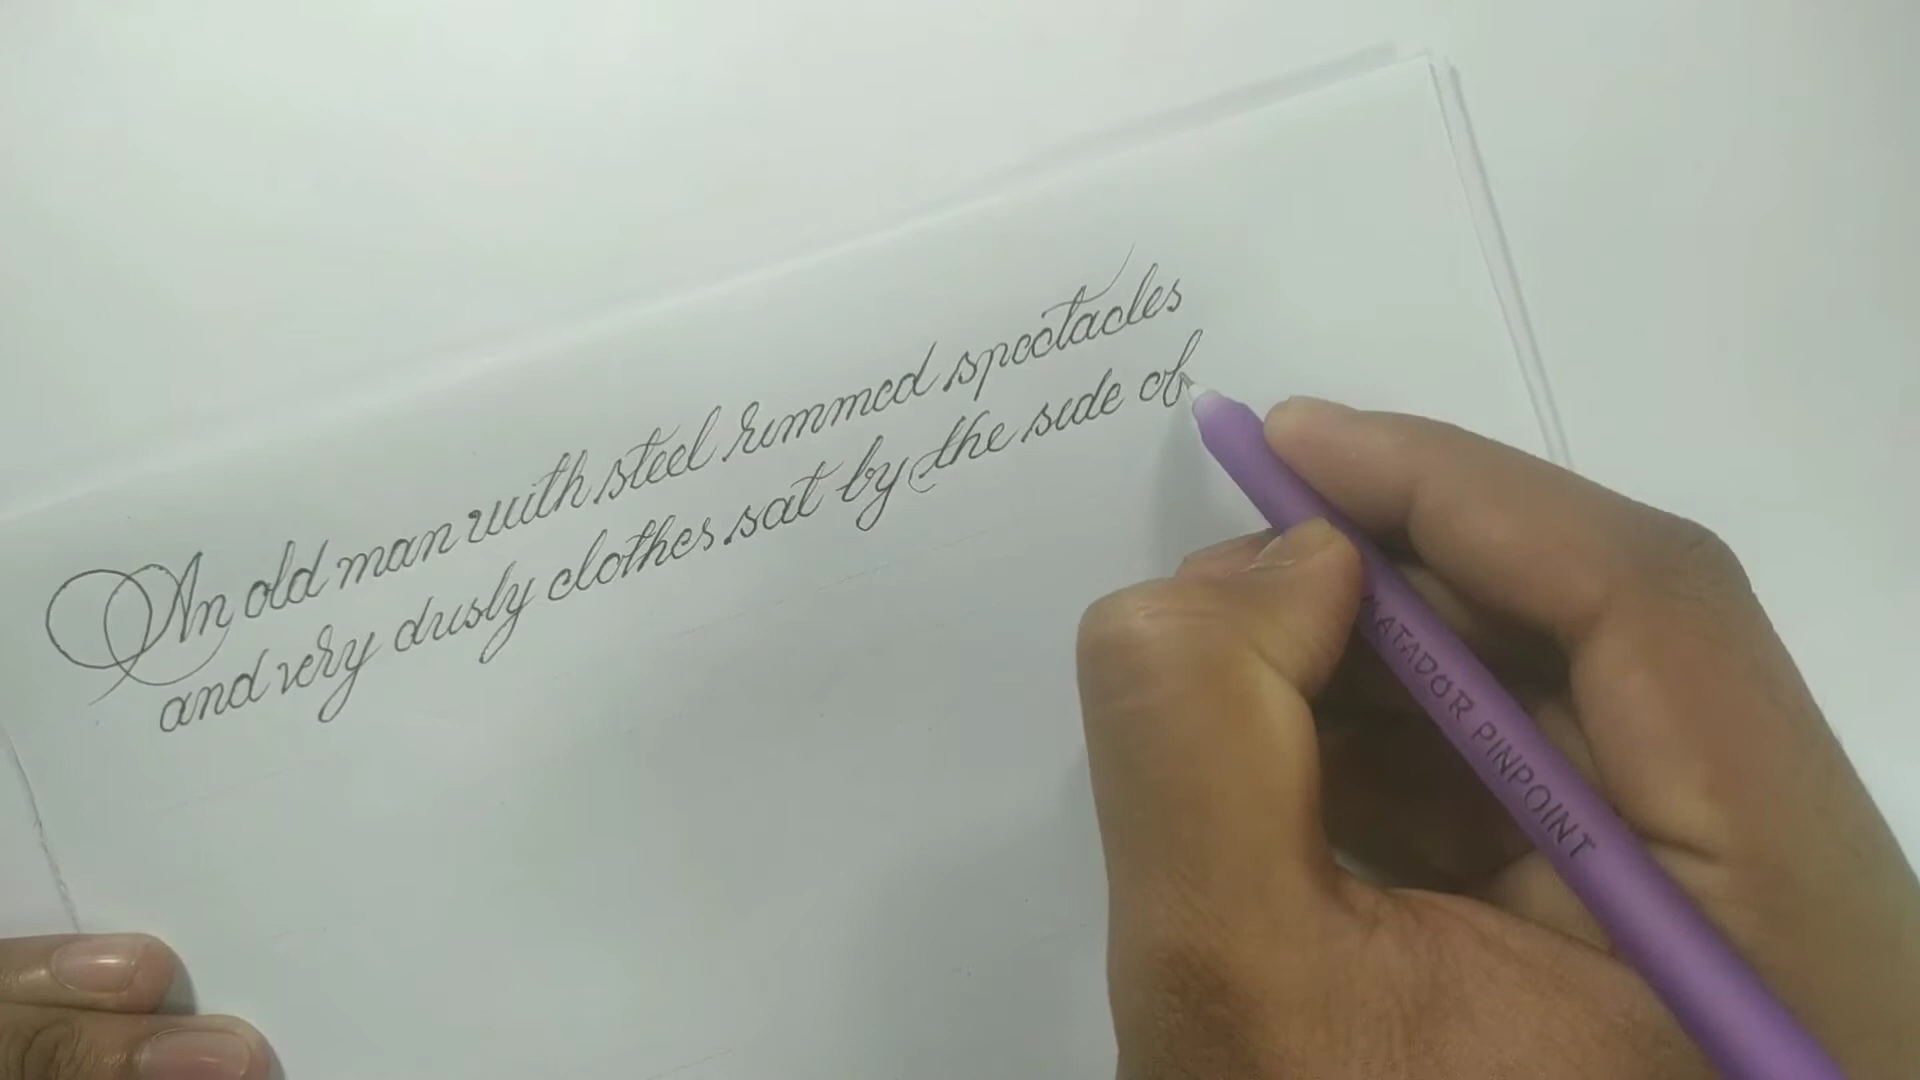 An old man with steel rimmed spectacles
and very dusty clothes sat by the side of
MATADOR PINPOINT